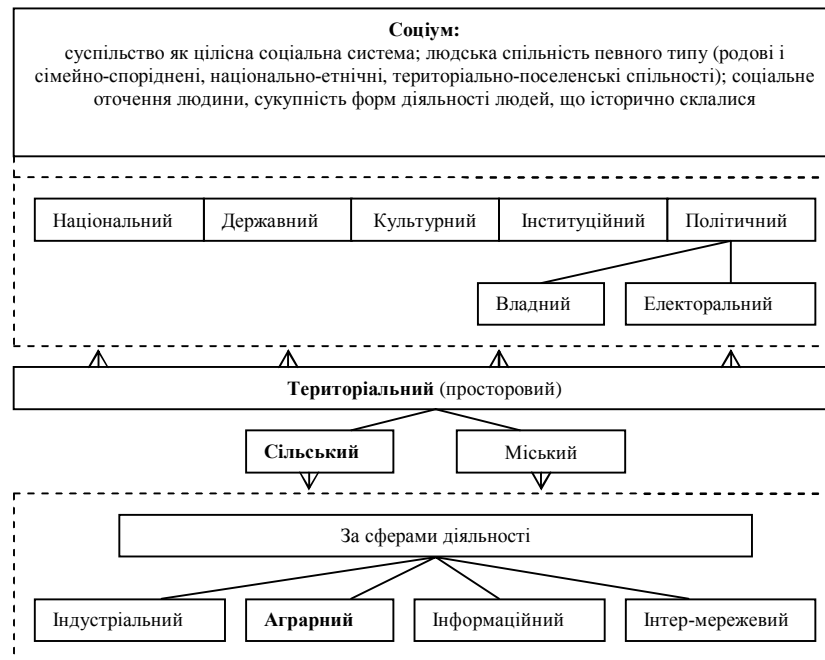 Соціум:
суспільство як цілісна соціальна система; людська спільність певного типу (родові і
сімейно-споріднені, національно-етнічні, територіально-поселенські спільності); соціальне
оточення людини, сукупність форм діяльності людей, що історично склалися
Національний Державний Культурний Інституційний Політичний
Владний Електоральний
Територіальний (просторовий)
Сільський Міський
За сферами діяльності
Індустріальний Аграрний Інформаційний Інтер-мережевий